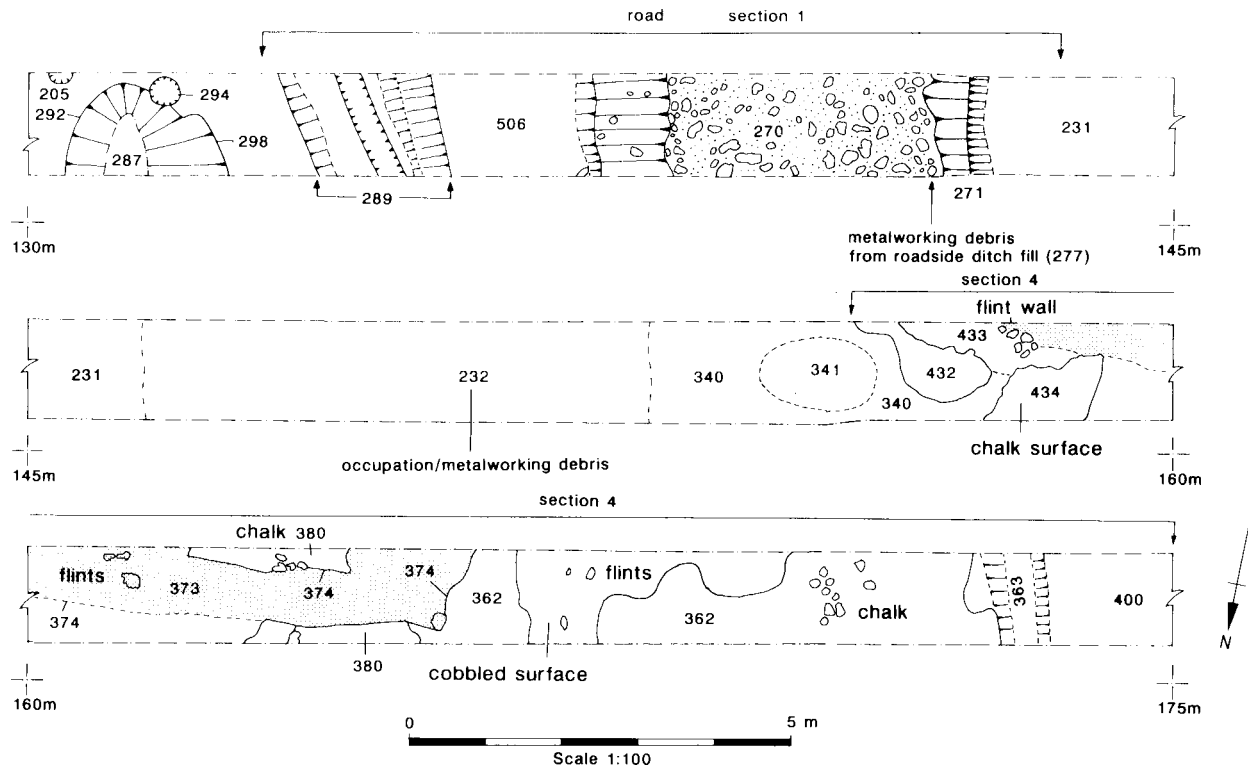 road section 1
205
294
292
298
287
506
270
231
289
271
130m
metalworking debris
from roadside ditch fill (277)
145m
section 4
flint wall
433
231
232
340
341
432
340
434
chalk surface
145m
occupation/metalworking debris
160m
section 4
chalk 380
flints
373
374
374
362
flints
362
chalk
363
400
374
380
cobbled surface
160m
175m
N
0 5 m
Scale 1:100